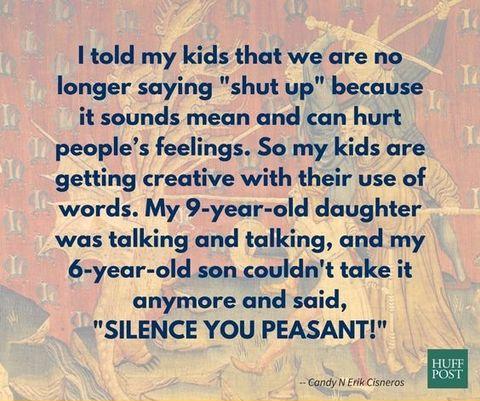 I told my kids that we are no
longer saying "shut up" because
it sounds mean and can hurt
people’s feelings. So my kids are
getting creative with their use of
words. My 9-year-old daughter
was talking and talking, and my
6-year-old son couldn't take it
anymore and said,
"SILENCE YOU PEASANT!"
-- Candy N Erik Cisneros
HUFF
POST